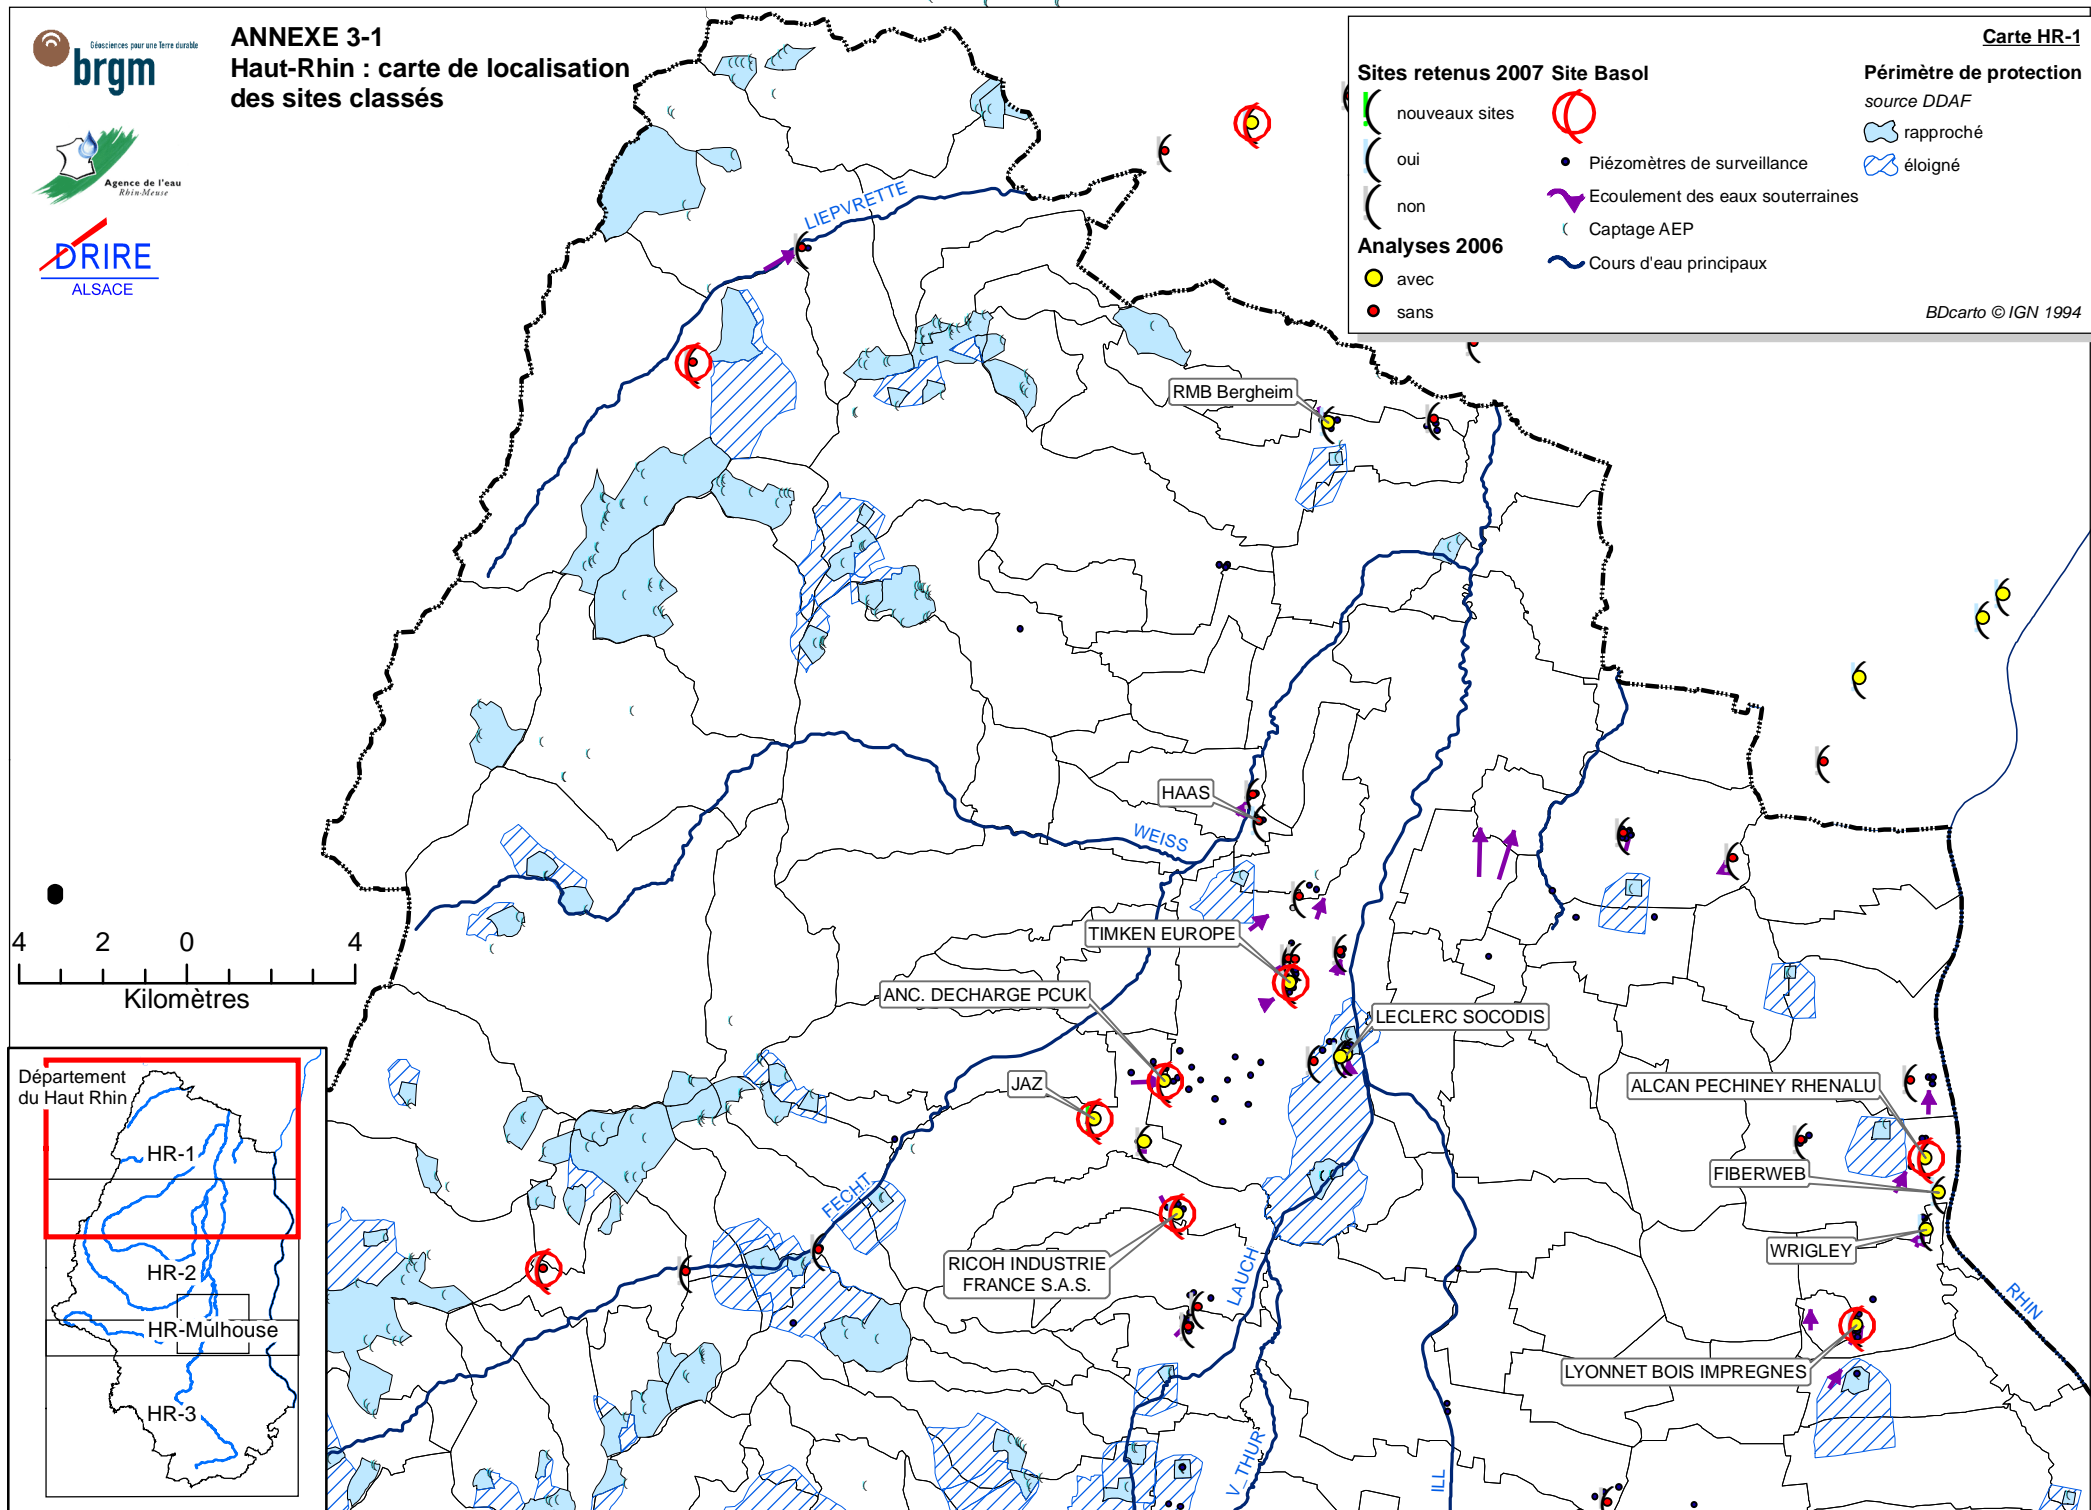 Géosciences pour une Terre durable
brgm
ANNEXE 3-1
Haut-Rhin : carte de localisation
des sites classés
Agence de l'eau
Rhin-Meuse
DRIRE
ALSACE
Carte HR-1
Sites retenus 2007
nouveaux sites
oui
non
Analyses 2006
avec
sans
Site Basol
Piézomètres de surveillance
Ecoulement des eaux souterraines
Captage AEP
Cours d'eau principaux
Périmètre de protection
source DDAF
rapproché
éloigné
BDcarto © IGN 1994
LIEPVRETTE
RMB Bergheim
HAAS
WEISS
TIMKEN EUROPE
ANC. DECHARGE PCUK
LECLERC SOCODIS
JAZ
ALCAN PECHINEY RHENALU
FIBERWEB
FECHT
WRIGLEY
RICOH INDUSTRIE
FRANCE S.A.S.
LAUCH
RHIN
LYONNET BOIS IMPREGNES
V_THUR
ILL
4 2 0 4
Kilomètres
Département
du Haut Rhin
HR-1
HR-2
HR-Mulhouse
HR-3